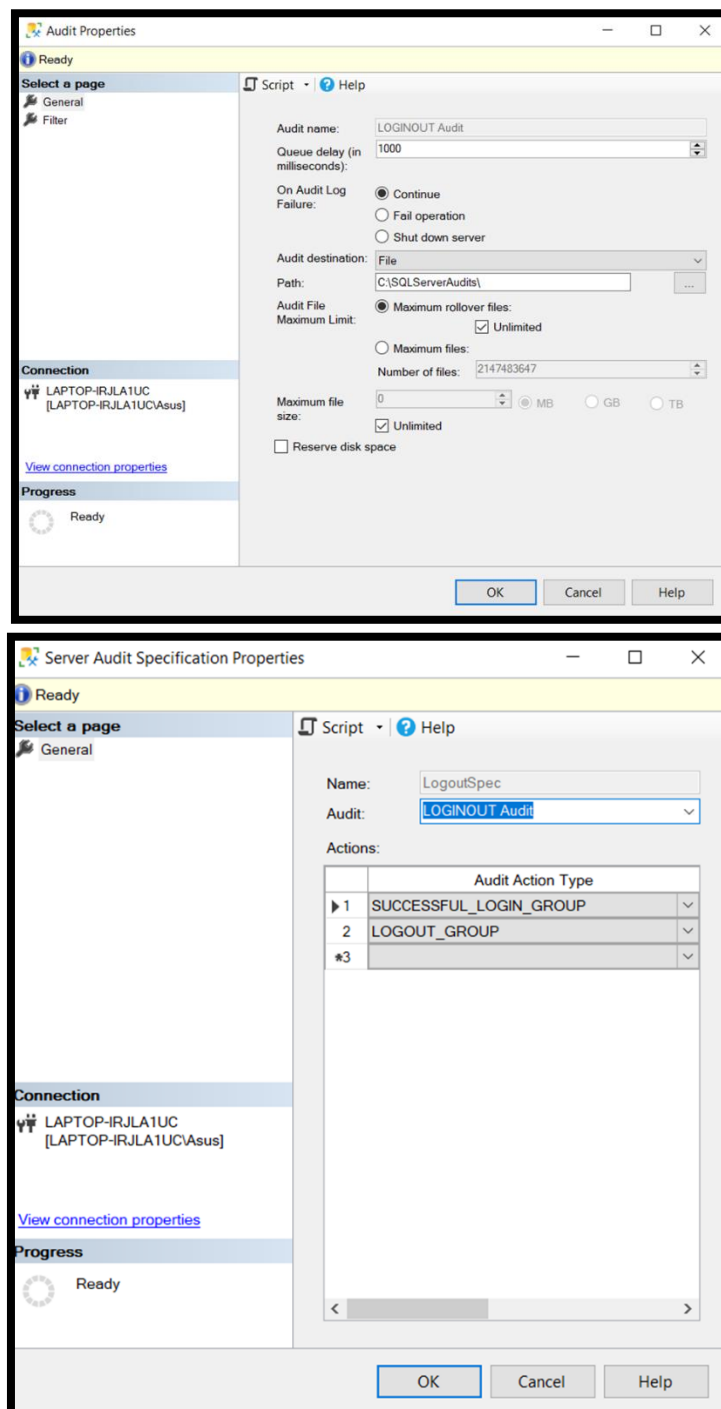 Audit Properties
Ready
Select a page
General
Filter
Script
Help
Audit name:
LOGINOUT Audit
Queue delay (in
milliseconds):
1000
On Audit Log
Failure:
Continue
Fail operation
Shut down server
Audit destination:
File
Path:
C:\SQLServerAudits\
...
Audit File
Maximum Limit:
Maximum rollover files:
Unlimited
Maximum files:
Number of files:
2147483647
Maximum file
size:
0
MB
GB
TB
Unlimited
Reserve disk space
Connection
LAPTOP-IRJLA1UC
[LAPTOP-IRJLA1UC\Asus]
View connection properties
Progress
Ready
OK
Cancel
Help
Server Audit Specification Properties
Ready
Select a page
General
Script
Help
Name:
LogoutSpec
Audit:
LOGINOUT Audit
Actions:
Audit Action Type
1 SUCCESSFUL_LOGIN_GROUP
2 LOGOUT_GROUP
*3
Connection
LAPTOP-IRJLA1UC
[LAPTOP-IRJLA1UC\Asus]
View connection properties
Progress
Ready
OK
Cancel
Help